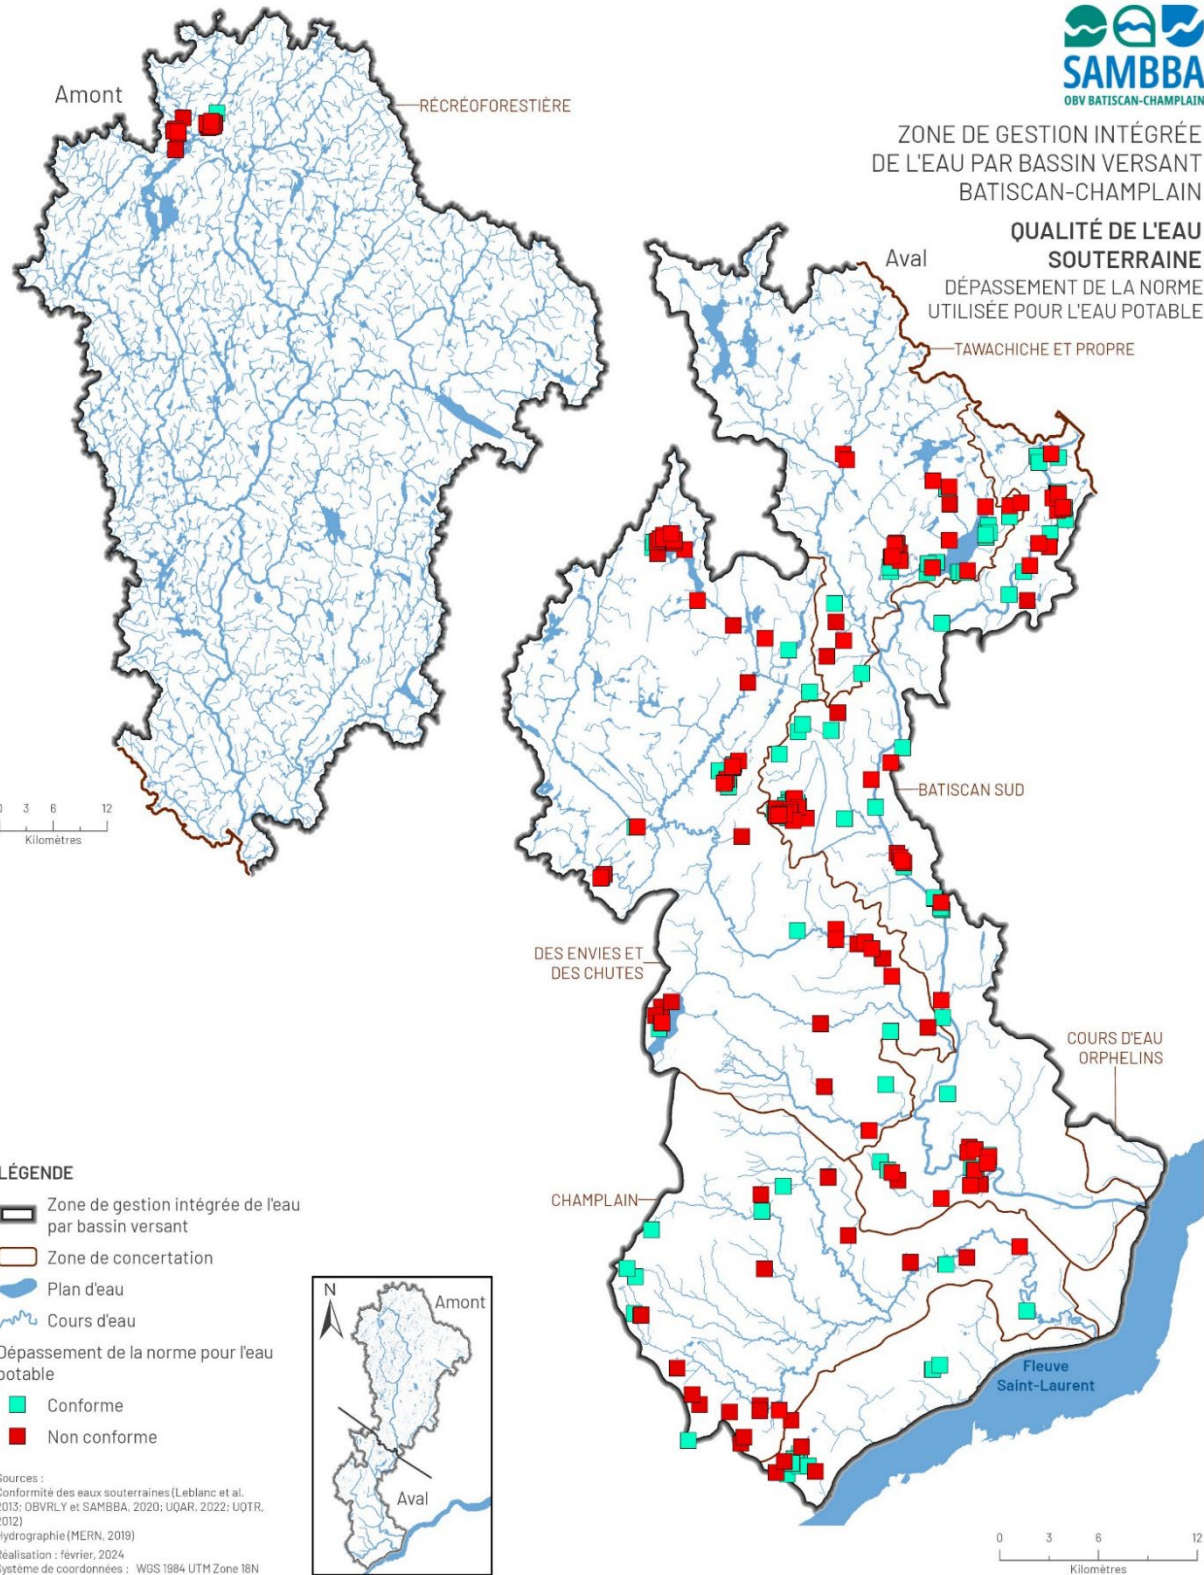 SAMBBA
OBV BATISCAN-CHAMPLAIN
ZONE DE GESTION INTÉGRÉE
DE L'EAU PAR BASSIN VERSANT
BATISCAN-CHAMPLAIN
QUALITÉ DE L'EAU
SOUTERRAINE
DÉPASSEMENT DE LA NORME
UTILISÉE POUR L'EAU POTABLE
Amont
RÉCRÉOFORESTIÈRE
0 3 6 12
Kilomètres
Aval
TAWACHICHE ET PROPRE
BATISCAN SUD
DES ENVIES ET
DES CHUTES
COURS D'EAU
ORPHELINS
CHAMPLAIN
Fleuve
Saint-Laurent
LÉGENDE
Zone de gestion intégrée de l'eau
par bassin versant
Zone de concertation
Plan d'eau
Cours d'eau
Dépassement de la norme pour l'eau
potable
Conforme
Non conforme
Sources :
Conformité des eaux souterraines (Leblanc et al.
2013; OBVRLY et SAMBBA, 2020; UQAR, 2022; UQTR,
2012)
Hydrographie (MERN, 2019)
Réalisation : février, 2024
Système de coordonnées : WGS 1984 UTM Zone 18N
N
Amont
Aval
0 3 6 12
Kilomètres